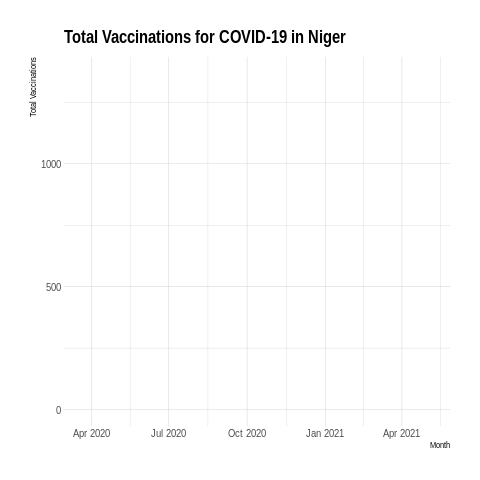 Total Vaccinations for COVID-19 in Niger
Total Vaccinations
1000
500
0
Apr 2020
Jul 2020
Oct 2020
Jan 2021
Apr 2021
Month